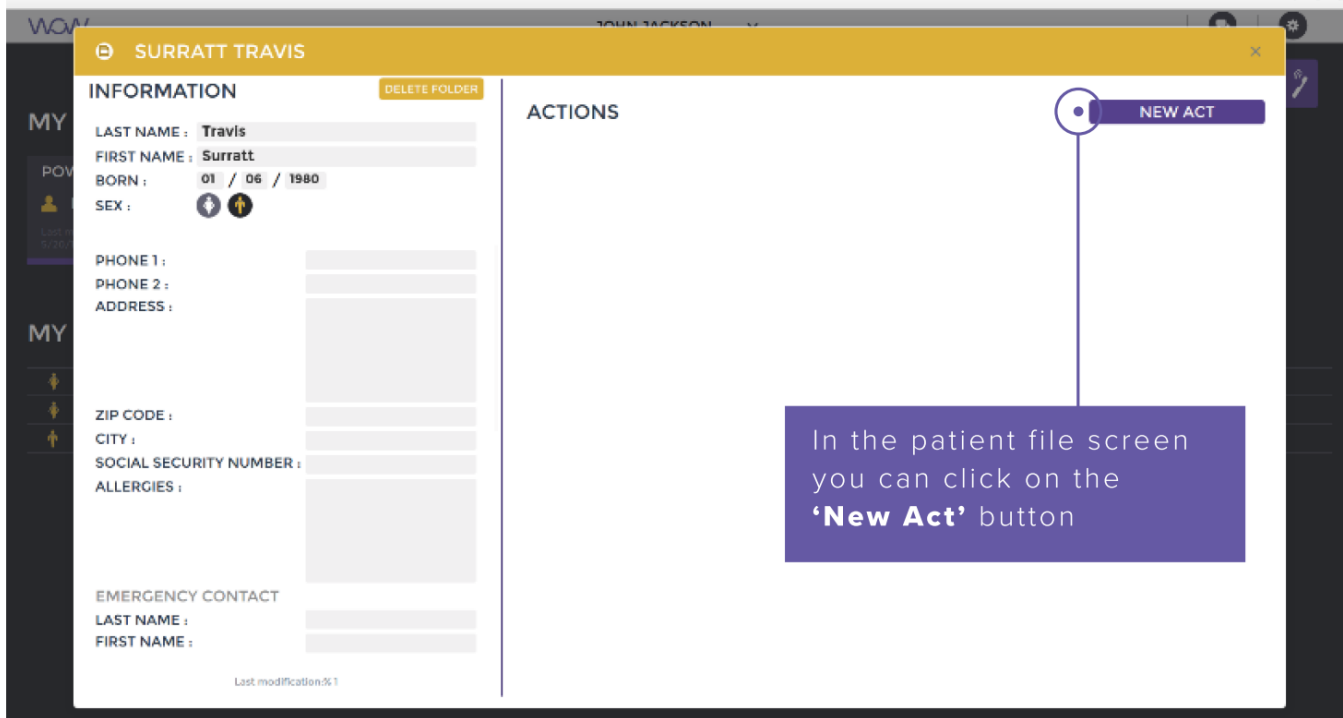 WOW
JOHN JACKSON
SURRATT TRAVIS
×
INFORMATION
DELETE FOLDER
LAST NAME : Travis
FIRST NAME : Surratt
BORN : 01 / 06 / 1980
SEX :
PHONE 1 :
PHONE 2 :
ADDRESS :
ZIP CODE :
CITY :
SOCIAL SECURITY NUMBER :
ALLERGIES :
EMERGENCY CONTACT
LAST NAME :
FIRST NAME :
Last modification:%1
ACTIONS
NEW ACT
In the patient file screen
you can click on the
‘New Act’ button
MY
MY